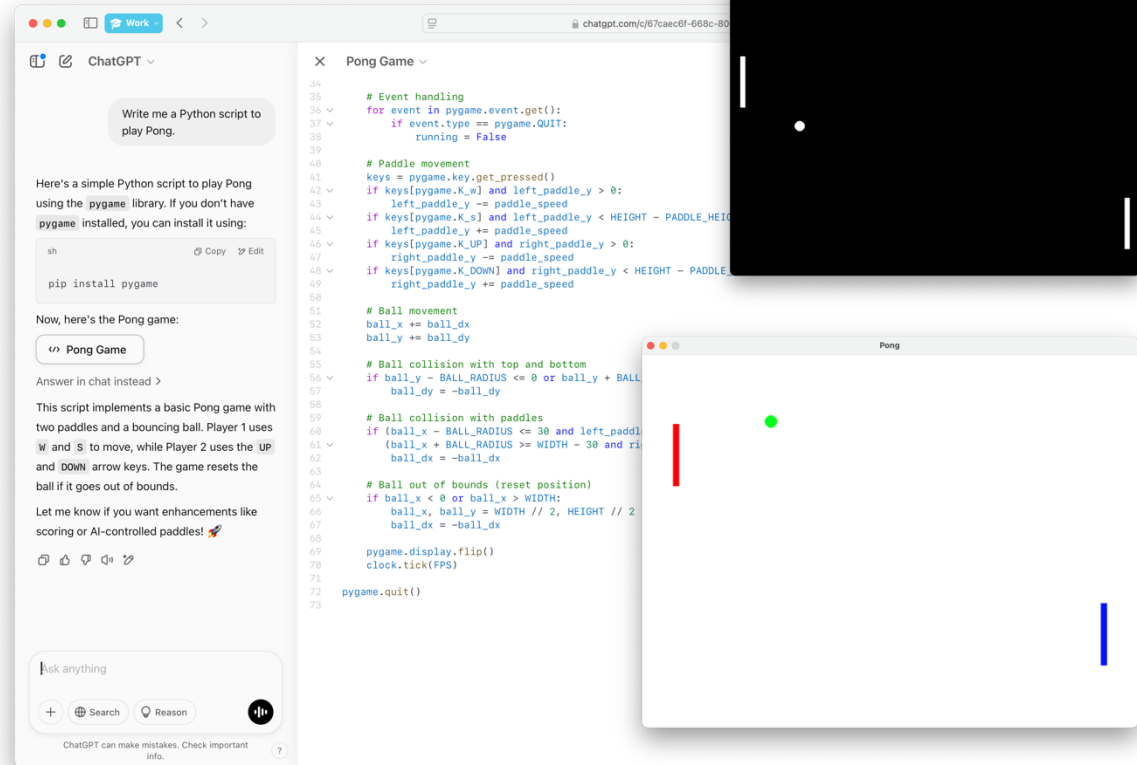 Work
chatgpt.com/c/67caec6f-668c-80
ChatGPT
Write me a Python script to
play Pong.
Here's a simple Python script to play Pong
using the pygame library. If you don't have
pygame installed, you can install it using:
sh
Copy
Edit
pip install pygame
Now, here's the Pong game:
Pong Game
Answer in chat instead >
This script implements a basic Pong game with
two paddles and a bouncing ball. Player 1 uses
W and S to move, while Player 2 uses the UP
and DOWN arrow keys. The game resets the
ball if it goes out of bounds.
Let me know if you want enhancements like
scoring or AI-controlled paddles! 🚀
Ask anything
Search
Reason
ChatGPT can make mistakes. Check important
info.
?
Pong Game
34
35 # Event handling
36 for event in pygame.event.get():
37 if event.type == pygame.QUIT:
38 running = False
39
40 # Paddle movement
41 keys = pygame.key.get_pressed()
42 if keys[pygame.K_w] and left_paddle_y > 0:
43 left_paddle_y -= paddle_speed
44 if keys[pygame.K_s] and left_paddle_y < HEIGHT - PADDLE_HEIG
45 left_paddle_y += paddle_speed
46 if keys[pygame.K_UP] and right_paddle_y > 0:
47 right_paddle_y -= paddle_speed
48 if keys[pygame.K_DOWN] and right_paddle_y < HEIGHT - PADDLE_
49 right_paddle_y += paddle_speed
50
51 # Ball movement
52 ball_x += ball_dx
53 ball_y += ball_dy
54
55 # Ball collision with top and bottom
56 if ball_y - BALL_RADIUS <= 0 or ball_y + BALL
57 ball_dy = -ball_dy
58
59 # Ball collision with paddles
60 if (ball_x - BALL_RADIUS <= 30 and left_paddl
61 (ball_x + BALL_RADIUS >= WIDTH - 30 and ri
62 ball_dx = -ball_dx
63
64 # Ball out of bounds (reset position)
65 if ball_x < 0 or ball_x > WIDTH:
66 ball_x, ball_y = WIDTH // 2, HEIGHT // 2
67 ball_dx = -ball_dx
68
69 pygame.display.flip()
70 clock.tick(FPS)
71
72 pygame.quit()
73
Pong